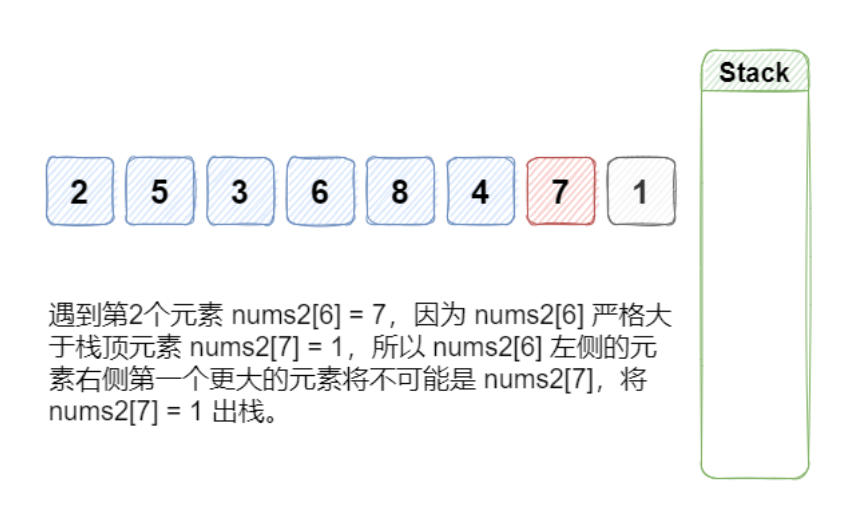 Stack
2 5 3 6 8 4 7 1
遇到第2个元素 nums2[6] = 7，因为 nums2[6] 严格大
于栈顶元素 nums2[7] = 1，所以 nums2[6] 左侧的元
素右侧第一个更大的元素将不可能是 nums2[7]，将
nums2[7] = 1 出栈。